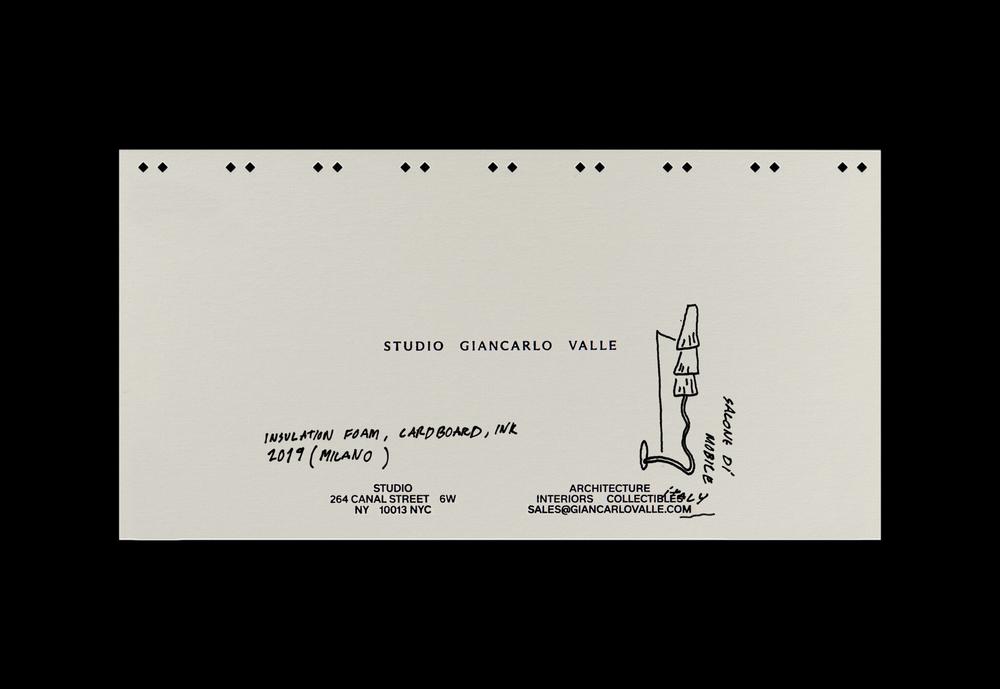 STUDIO GIANCARLO VALLE
INSULATION FOAM, CARDBOARD, INK
2019 (MILANO)
SALONE Di
MOBILE
iTALY
STUDIO
264 CANAL STREET 6W
NY 10013 NYC
ARCHITECTURE
INTERIORS COLLECTIBLES
SALES@GIANCARLOVALLE.COM